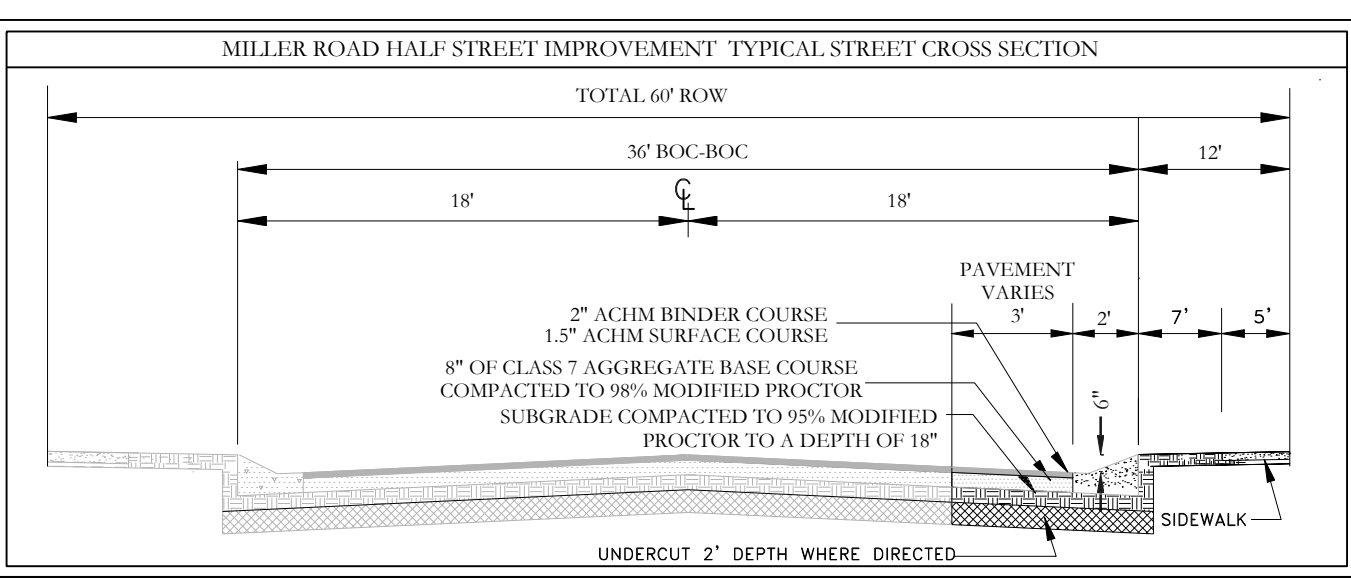 MILLER ROAD HALF STREET IMPROVEMENT TYPICAL STREET CROSS SECTION
TOTAL 60' ROW
36' BOC-BOC
12'
18'
℄
18'
PAVEMENT
VARIES
3'
2'
7'
5'
2" ACHM BINDER COURSE
1.5" ACHM SURFACE COURSE
8" OF CLASS 7 AGGREGATE BASE COURSE
COMPACTED TO 98% MODIFIED PROCTOR
SUBGRADE COMPACTED TO 95% MODIFIED
PROCTOR TO A DEPTH OF 18"
6"
SIDEWALK
UNDERCUT 2' DEPTH WHERE DIRECTED